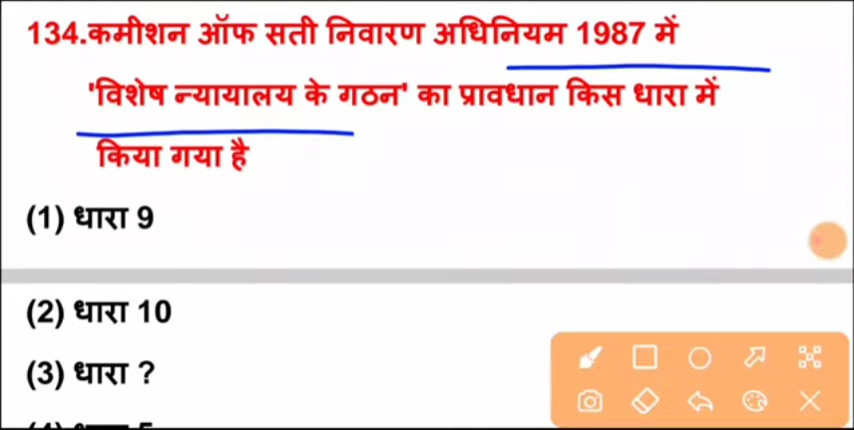 134.कमीशन ऑफ सती निवारण अधिनियम 1987 में
'विशेष न्यायालय के गठन' का प्रावधान किस धारा में
किया गया है
(1) धारा 9
(2) धारा 10
(3) धारा ?